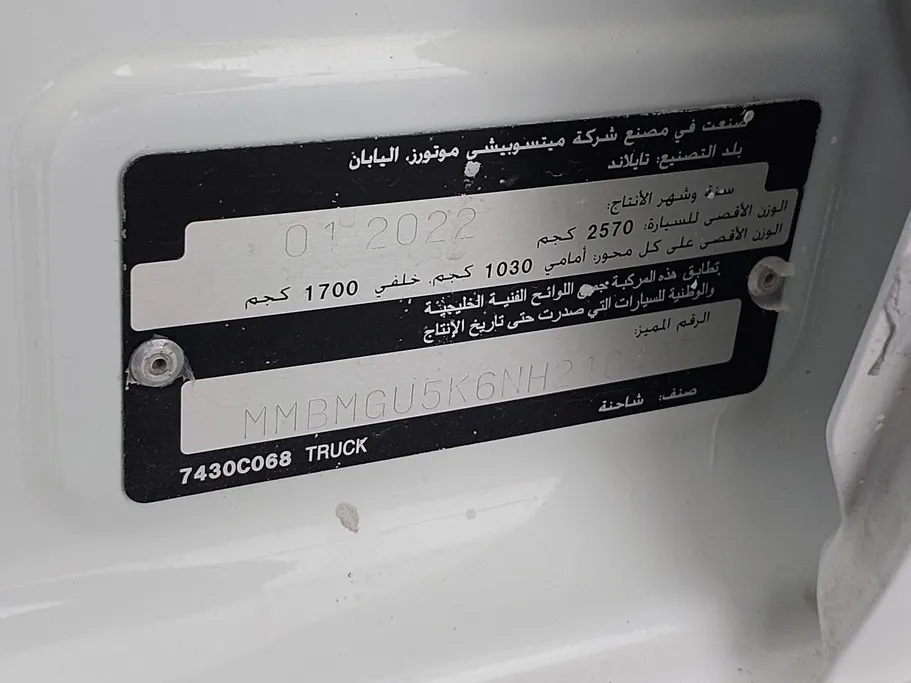 صنعت في مصنع شركة ميتسوبيشي موتورز، اليابان
بلد التصنيع: تايلاند
سنة وشهر الأنتاج:
01 2022
الوزن الأقصى للسيارة: 2570 كجم
الوزن الأقصى على كل محور: أمامي 1030 كجم، خلفي 1700 كجم
تطابق هذه المركبة جميع اللوائح الفنية الخليجية
والوطنية للسيارات التي صدرت حتى تاريخ الإنتاج
الرقم المميز:
MMBMGU5K6NH210
صنف: شاحنة
7430C068 TRUCK